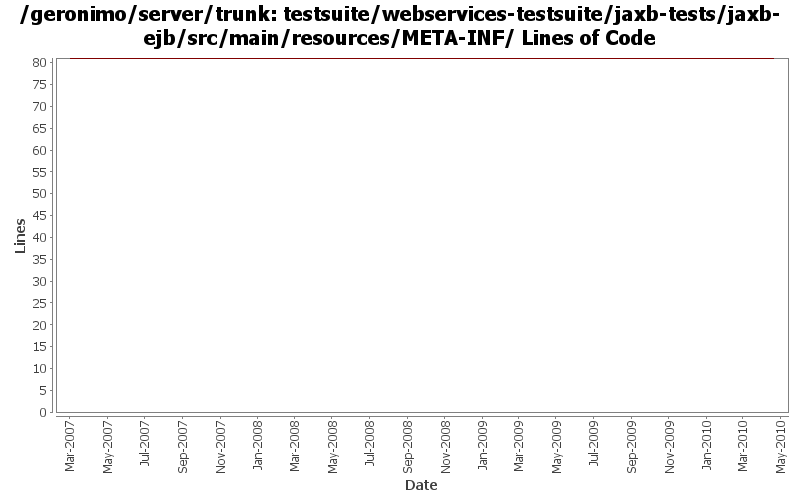 /geronimo/server/trunk: testsuite/webservices-testsuite/jaxb-tests/jaxb-
ejb/src/main/resources/META-INF/ Lines of Code
80
75
70
65
60
55
50
45
40
35
30
25
20
15
10
5
0
Lines
Mar-2007
May-2007
Jul-2007
Sep-2007
Nov-2007
Jan-2008
Mar-2008
May-2008
Jul-2008
Sep-2008
Nov-2008
Jan-2009
Mar-2009
May-2009
Jul-2009
Sep-2009
Nov-2009
Jan-2010
Mar-2010
May-2010
Date